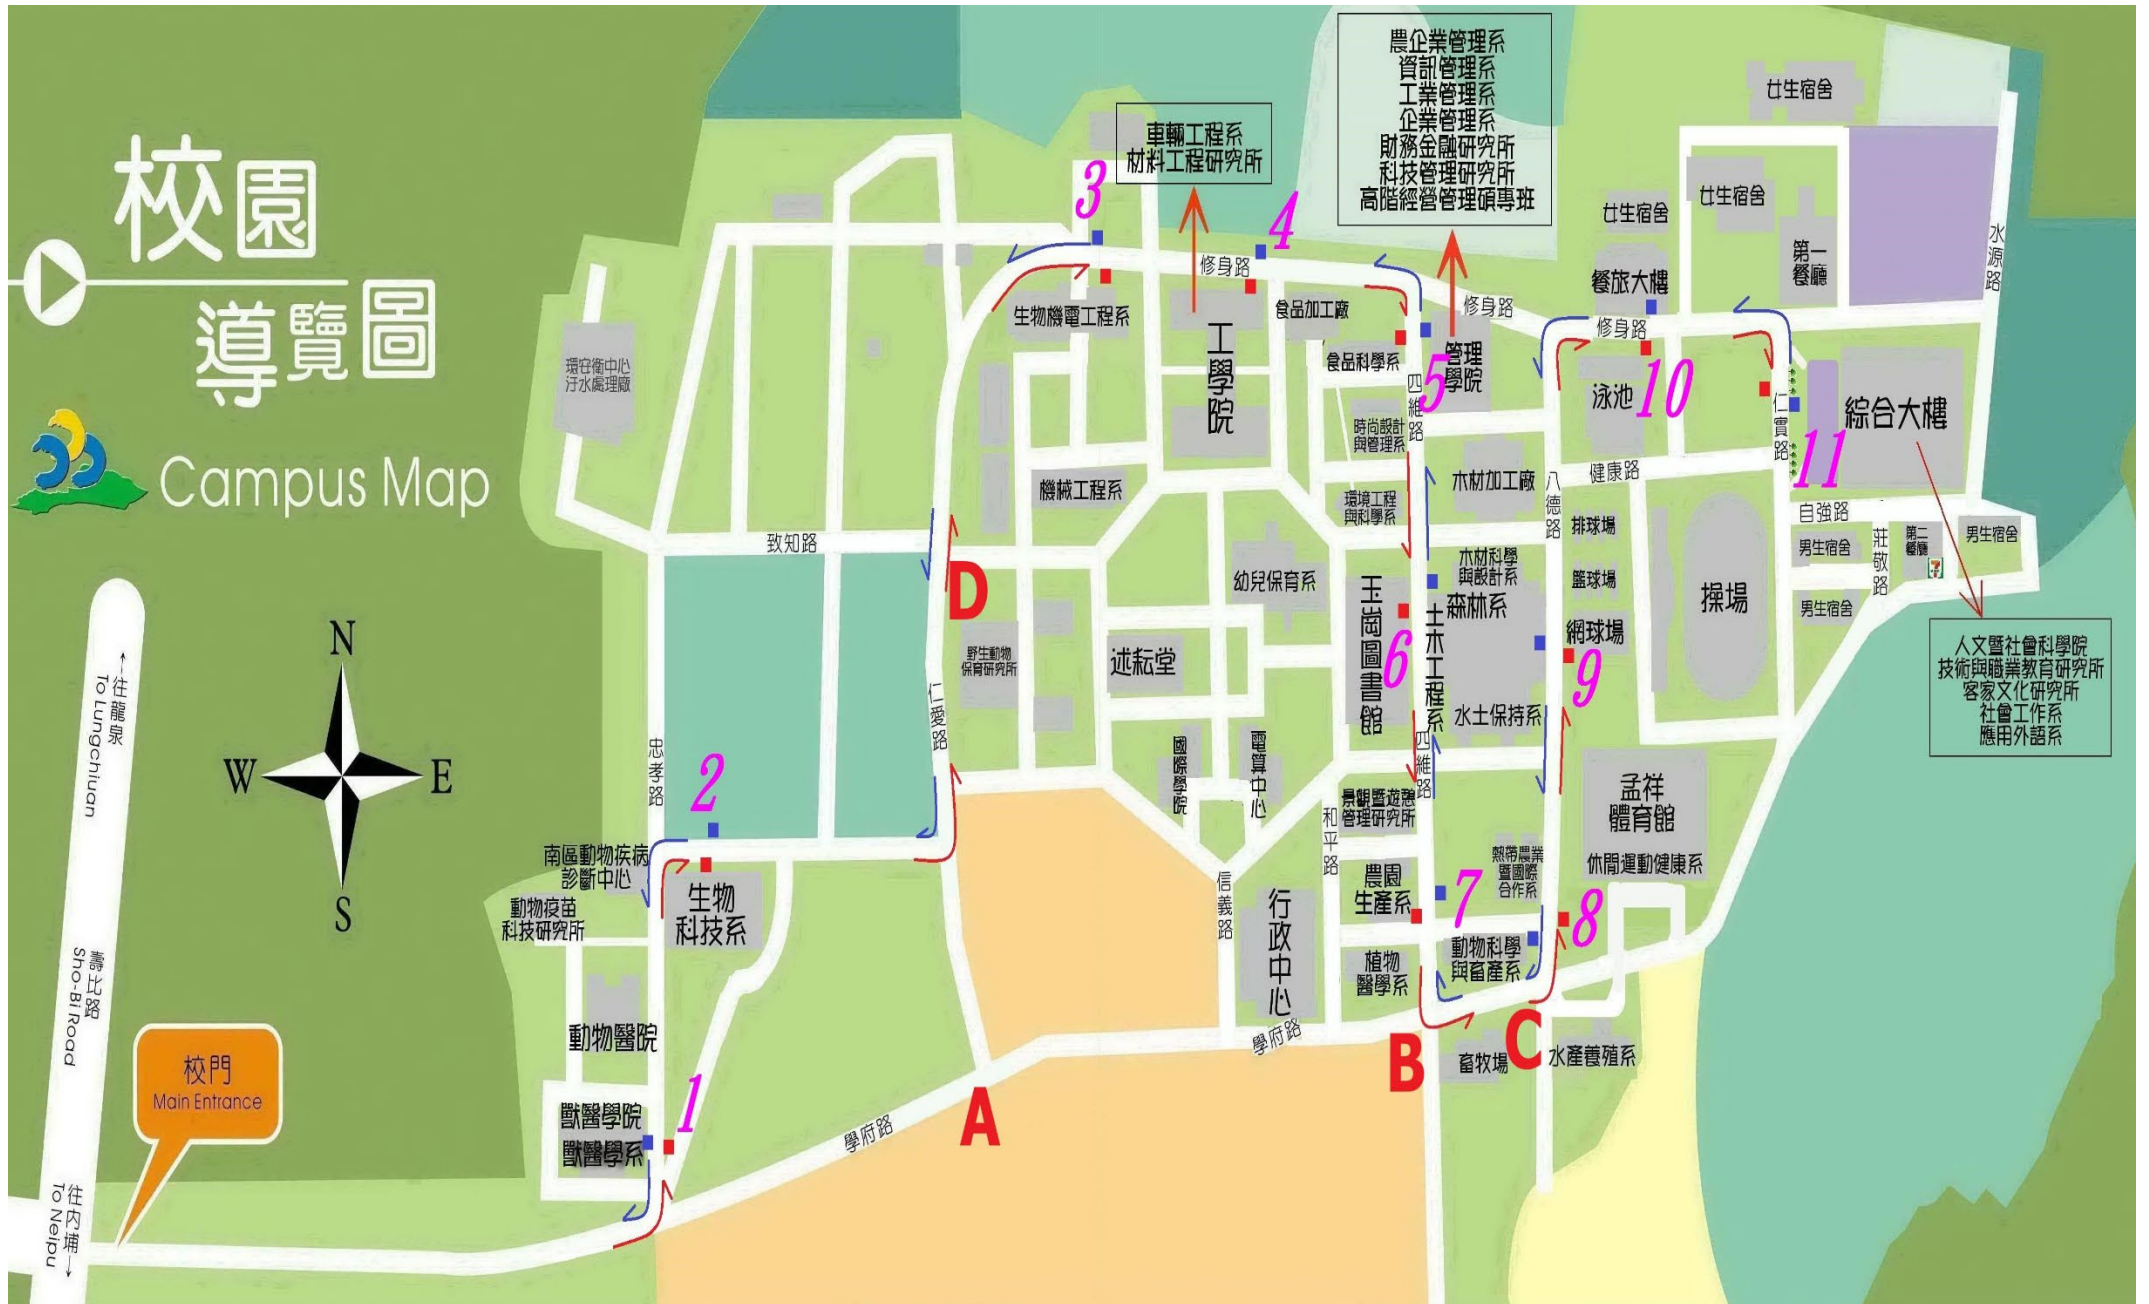 校園
導覽圖
Campus Map
N
W
E
S
←往龍泉
To Lungchiuan
壽比路
Sho-Bi Road
往內埔→
To Neipu
校門
Main Entrance
車輛工程系
材料工程研究所
農企業管理系
資訊管理系
工業管理系
企業管理系
財務金融研究所
科技管理研究所
高階經營管理碩專班
女生宿舍
女生宿舍
女生宿舍
第一
餐廳
水源路
餐旅大樓
修身路
修身路
修身路
3
4
5
10
11
環安衛中心
汙水處理廠
生物機電工程系
工學院
食品加工廠
食品科學系
四維路
管理
學院
泳池
仁實路
綜合大樓
時尚設計
與管理系
機械工程系
環境工程
與科學系
木材加工廠
八德路
健康路
排球場
自強路
男生宿舍
莊敬路
第二
餐廳
7
男生宿舍
男生宿舍
致知路
D
幼兒保育系
玉崗圖書館
6
木材科學
與設計系
森林系
土木工程系
籃球場
網球場
9
操場
人文暨社會科學院
技術與職業教育研究所
客家文化研究所
社會工作系
應用外語系
野生動物
保育研究所
述耘堂
仁愛路
忠孝路
2
國際學院
電算中心
水土保持系
四維路
景觀暨遊憩
管理研究所
和平路
孟祥
體育館
休閒運動健康系
熱帶農業
暨國際
合作系
南區動物疾病
診斷中心
動物疫苗
科技研究所
生物
科技系
信義路
行政中心
農園
生產系
7
8
植物
醫學系
動物科學
與畜產系
動物醫院
1
獸醫學院
獸醫學系
學府路
學府路
A
B
C
畜牧場
水產養殖系